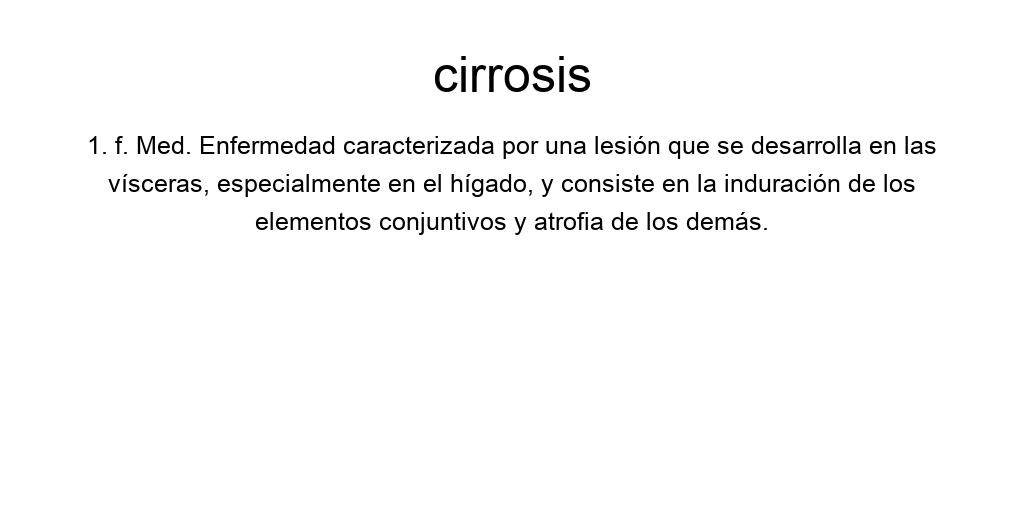 cirrosis
1. f. Med. Enfermedad caracterizada por una lesión que se desarrolla en las
vísceras, especialmente en el hígado, y consiste en la induración de los
elementos conjuntivos y atrofia de los demás.